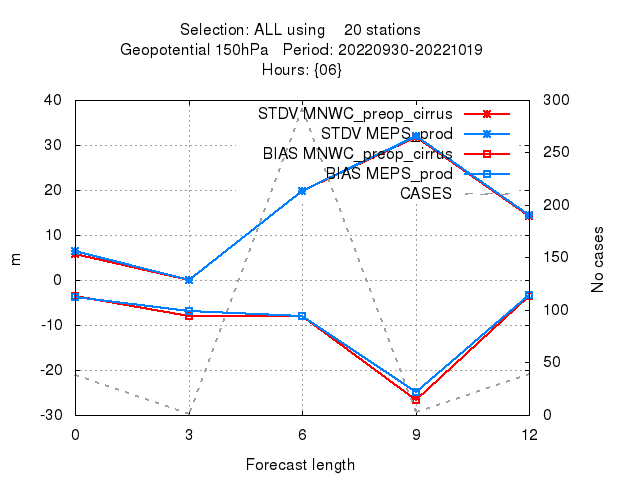 Selection: ALL using    20 stations
Geopotential 150hPa   Period: 20220930-20221019
Hours: {06}
STDV MNWC_preop_cirrus
STDV MEPS_prod
BIAS MNWC_preop_cirrus
BIAS MEPS_prod
CASES
40
30
20
10
0
-10
-20
-30
m
300
250
200
150
100
50
0
No cases
0 3 6 9 12
Forecast length